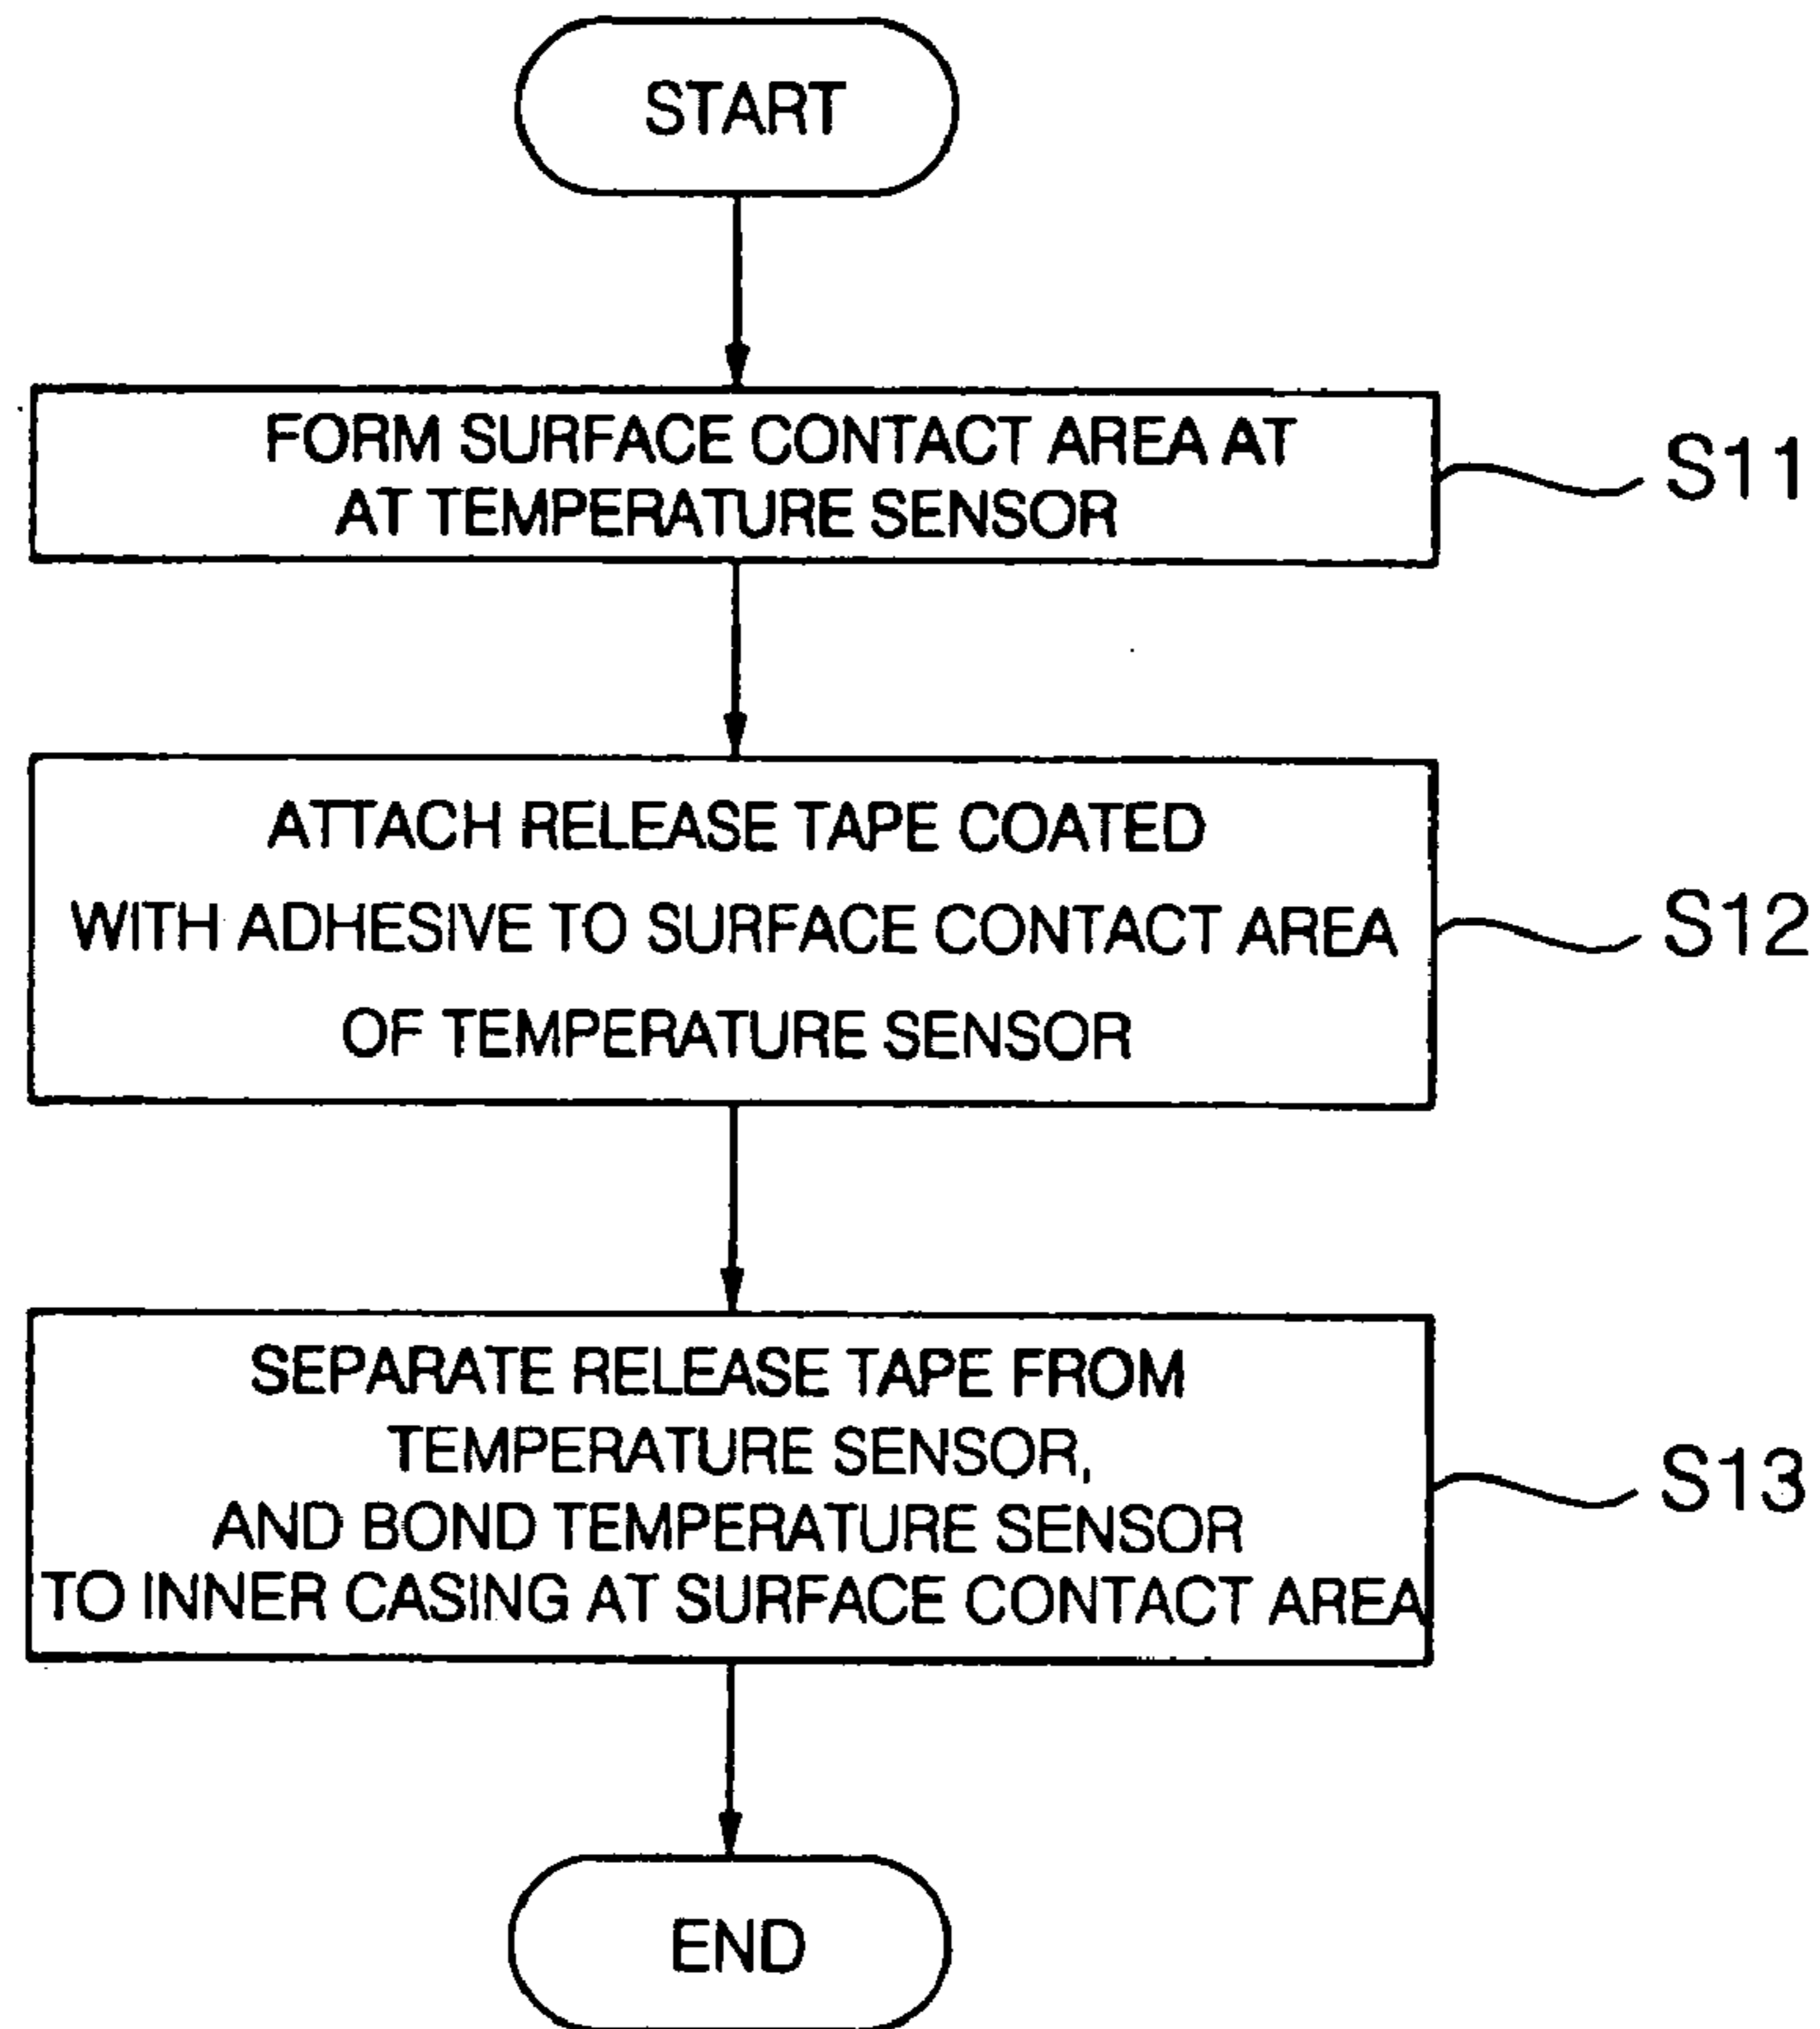 START
FORM SURFACE CONTACT AREA AT
AT TEMPERATURE SENSOR
S11
ATTACH RELEASE TAPE COATED
WITH ADHESIVE TO SURFACE CONTACT AREA
OF TEMPERATURE SENSOR
S12
SEPARATE RELEASE TAPE FROM
TEMPERATURE SENSOR,
AND BOND TEMPERATURE SENSOR
TO INNER CASING AT SURFACE CONTACT AREA
S13
END